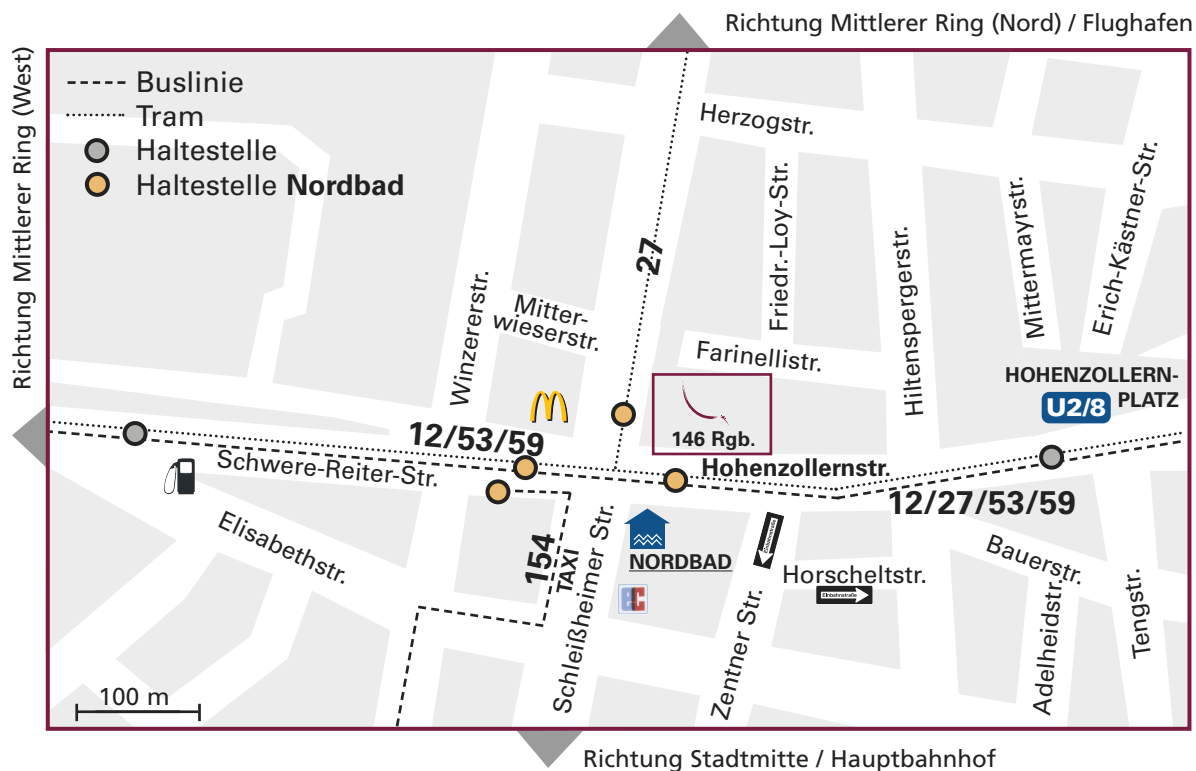 Richtung Mittlerer Ring (Nord) / Flughafen
Richtung Mittlerer Ring (West)
Buslinie
Tram
Haltestelle
Haltestelle Nordbad
Herzogstr.
Friedr.-Loy-Str.
Hiltenspergerstr.
Mittermayrstr.
Erich-Kästner-Str.
27
Winzererstr.
Mitter-
wieserstr.
Farinellistr.
HOHENZOLLERN-
PLATZ
U2/8
146 Rgb.
12/53/59
Schwere-Reiter-Str.
Hohenzollernstr.
12/27/53/59
Elisabethstr.
154
TAXI
Schleißheimer Str.
NORDBAD
ec
Zentner Str.
Einbahnstraße
Horscheltstr.
Einbahnstraße
Bauerstr.
Adelheidstr.
Tengstr.
100 m
Richtung Stadtmitte / Hauptbahnhof